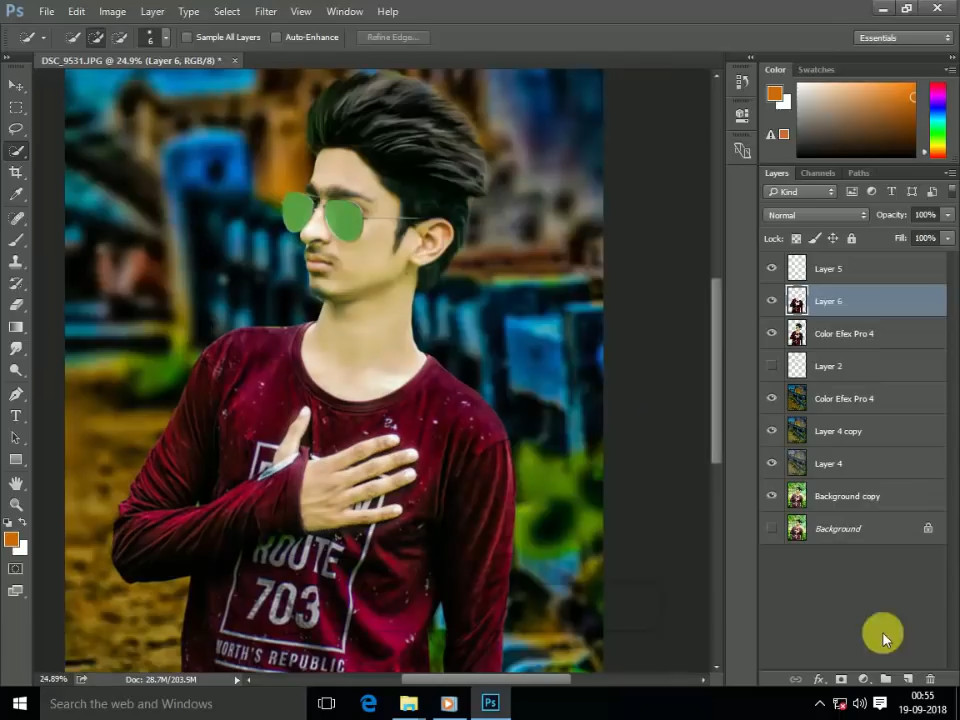 Ps File Edit Image Layer Type Select Filter View Window Help
6 Sample All Layers Auto-Enhance Refine Edge... Essentials
DSC_9531.JPG @ 24.9% (Layer 6, RGB/8) * ×
Color Swatches
Layers Channels Paths
Kind
Normal Opacity: 100%
Lock: Fill: 100%
Layer 5
Layer 6
Color Efex Pro 4
Layer 2
Color Efex Pro 4
Layer 4 copy
Layer 4
Background copy
Background
ROUTE
703
NORTH'S REPUBLIC
24.89% Doc: 28.7M/203.5M
Search the web and Windows
Ps
00:55
19-09-2018